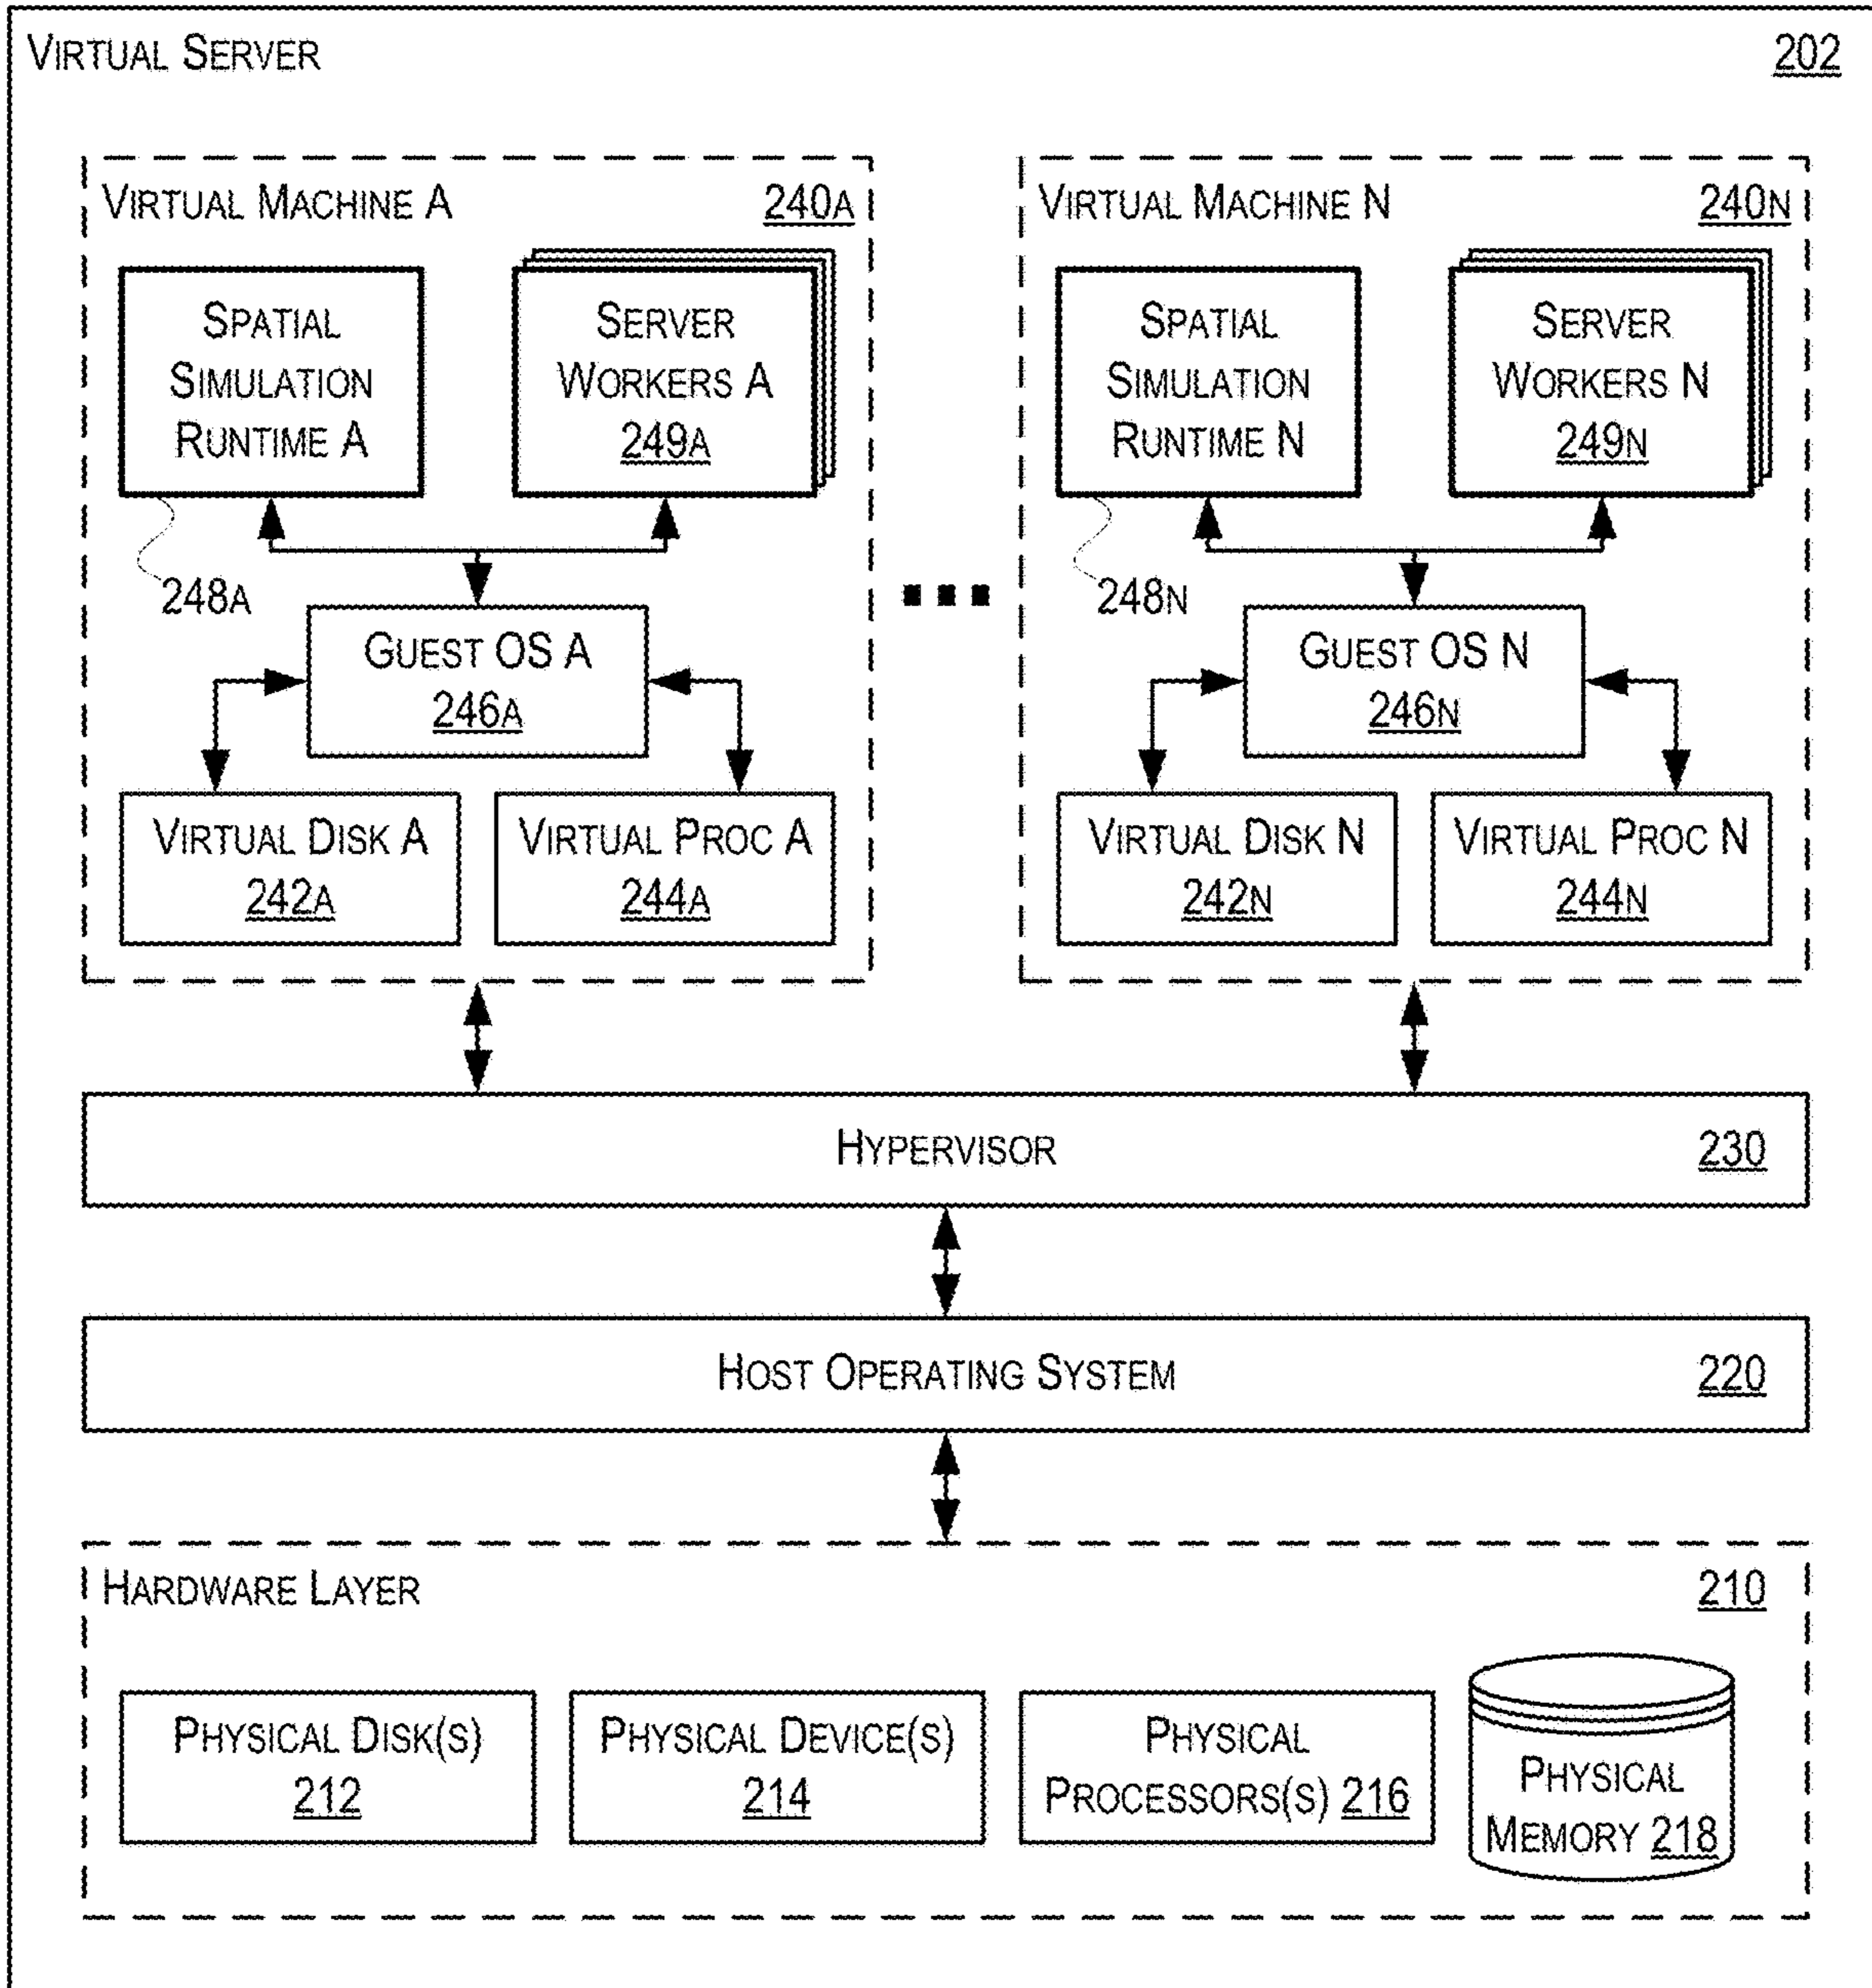 VIRTUAL SERVER 202
VIRTUAL MACHINE A 240A
SPATIAL
SIMULATION
RUNTIME A
SERVER
WORKERS A
249A
248A
GUEST OS A
246A
VIRTUAL DISK A
242A
VIRTUAL PROC A
244A
VIRTUAL MACHINE N 240N
SPATIAL
SIMULATION
RUNTIME N
SERVER
WORKERS N
249N
248N
GUEST OS N
246N
VIRTUAL DISK N
242N
VIRTUAL PROC N
244N
HYPERVISOR 230
HOST OPERATING SYSTEM 220
HARDWARE LAYER 210
PHYSICAL DISK(S)
212
PHYSICAL DEVICE(S)
214
PHYSICAL
PROCESSORS(S) 216
PHYSICAL
MEMORY 218